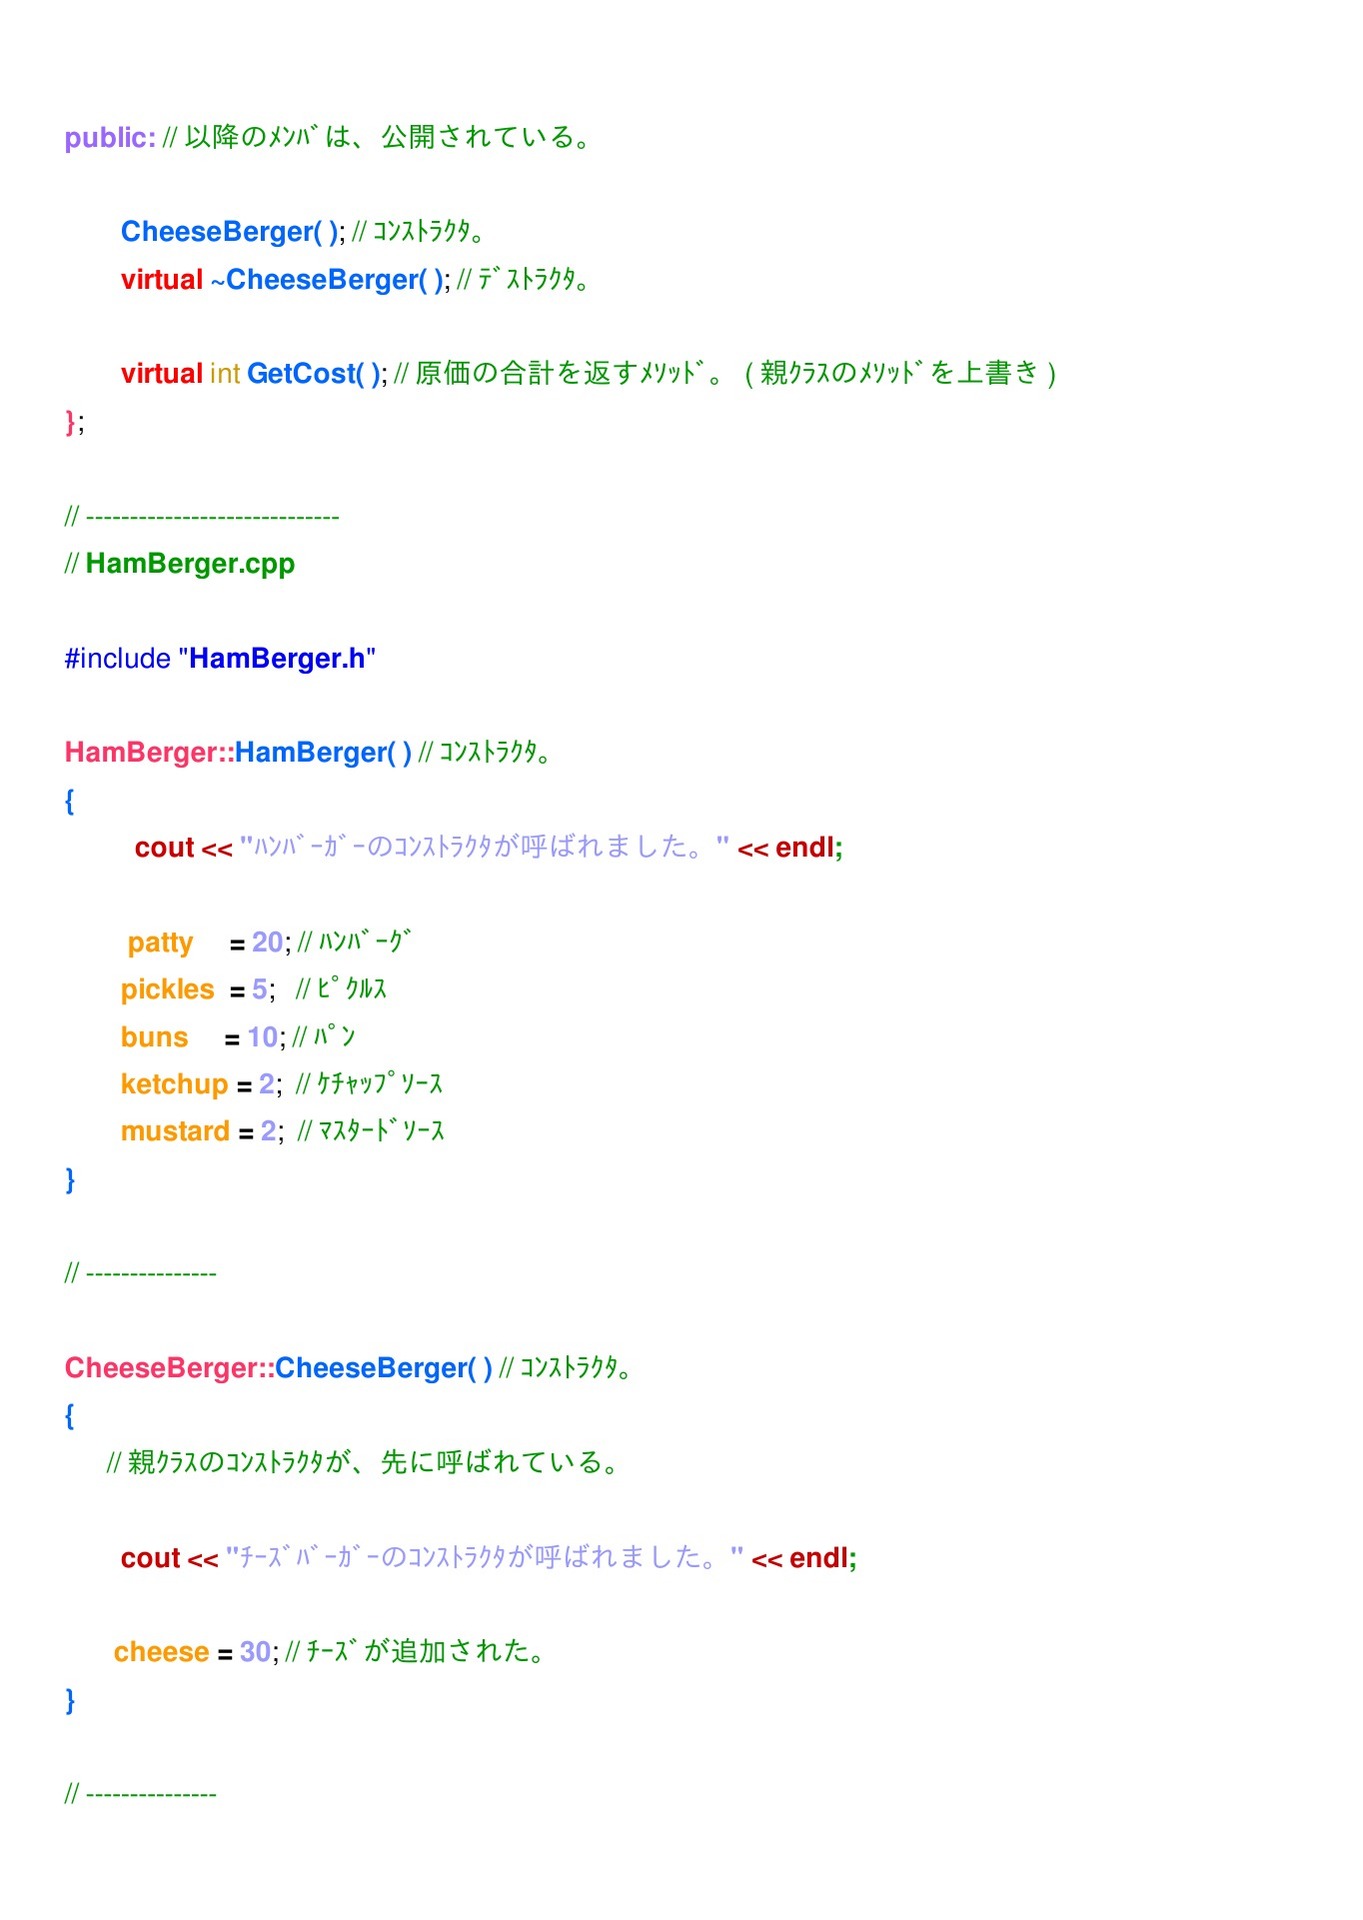 public: // 以降のﾒﾝﾊﾞは、公開されている。
CheeseBerger( ); // ｺﾝｽﾄﾗｸﾀ。
virtual ~CheeseBerger( ); // ﾃﾞｽﾄﾗｸﾀ。
virtual int GetCost( ); // 原価の合計を返すﾒｿｯﾄﾞ。 ( 親ｸﾗｽのﾒｿｯﾄﾞを上書き )
};
// -----------------------------
// HamBerger.cpp
#include "HamBerger.h"
HamBerger::HamBerger( ) // ｺﾝｽﾄﾗｸﾀ。
{
cout << "ﾊﾝﾊﾞｰｶﾞｰのｺﾝｽﾄﾗｸﾀが呼ばれました。" << endl;
patty = 20; // ﾊﾝﾊﾞｰｸﾞ
pickles = 5; // ﾋﾟｸﾙｽ
buns = 10; // ﾊﾟﾝ
ketchup = 2; // ｹﾁｬｯﾌﾟｿｰｽ
mustard = 2; // ﾏｽﾀｰﾄﾞｿｰｽ
}
// ---------------
CheeseBerger::CheeseBerger( ) // ｺﾝｽﾄﾗｸﾀ。
{
// 親ｸﾗｽのｺﾝｽﾄﾗｸﾀが、先に呼ばれている。
cout << "ﾁｰｽﾞﾊﾞｰｶﾞｰのｺﾝｽﾄﾗｸﾀが呼ばれました。" << endl;
cheese = 30; // ﾁｰｽﾞが追加された。
}
// ---------------